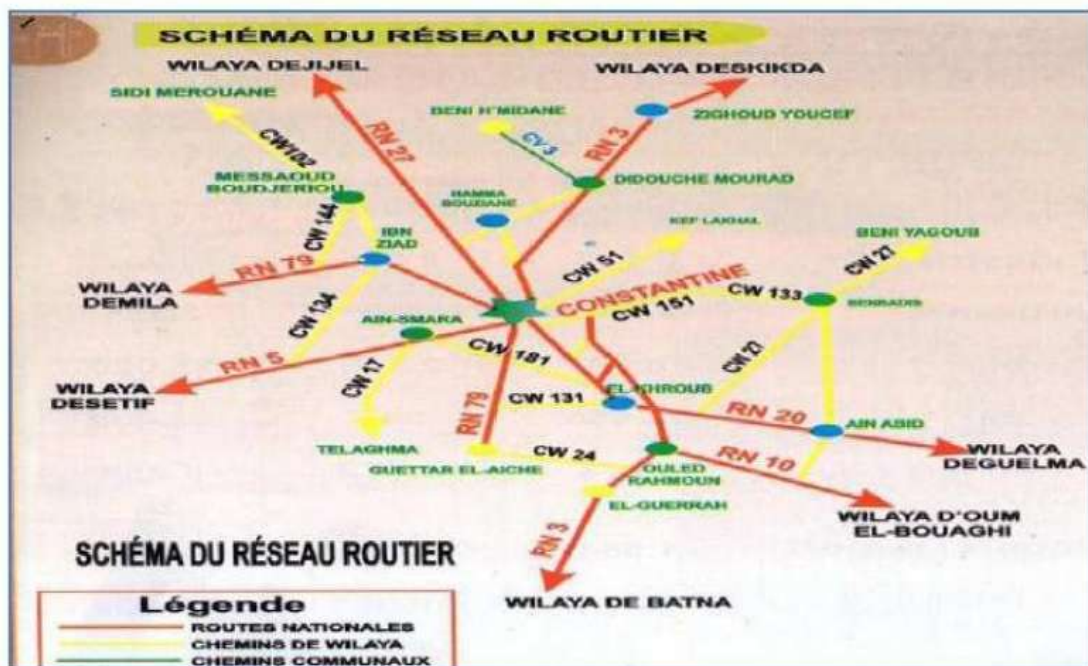 SCHÉMA DU RÉSEAU ROUTIER
WILAYA DEJIJEL
WILAYA DESKIKDA
SIDI MEROUANE
BENI H'MIDANE
ZIGHOUD YOUCEF
CW102
RN 27
CV3
RN 3
MESSAOUD
BOUDJERIOU
DIDOUCHE MOURAD
HAMMA
BOUZIANE
KEF LAKHAL
CW 144
IBN
ZIAD
BENI YAGOUB
RN 79
CW 51
CW 27
WILAYA
DEMILA
CW 134
CONSTANTINE
CW 151
CW 133
BENBADIS
AIN-SMARA
RN 5
CW 181
CW 27
CW 17
WILAYA
DESETIF
EL-KHROUB
CW 131
RN 79
RN 20
AIN ABID
TELAGHMA
CW 24
RN 10
WILAYA
DEGUELMA
GUETTAR EL-AICHE
OULED
RAHMOUN
EL-GUERRAH
WILAYA D'OUM
EL-BOUAGHI
RN 3
SCHÉMA DU RÉSEAU ROUTIER
WILAYA DE BATNA
Légende
ROUTES NATIONALES
CHEMINS DE WILAYA
CHEMINS COMMUNAUX